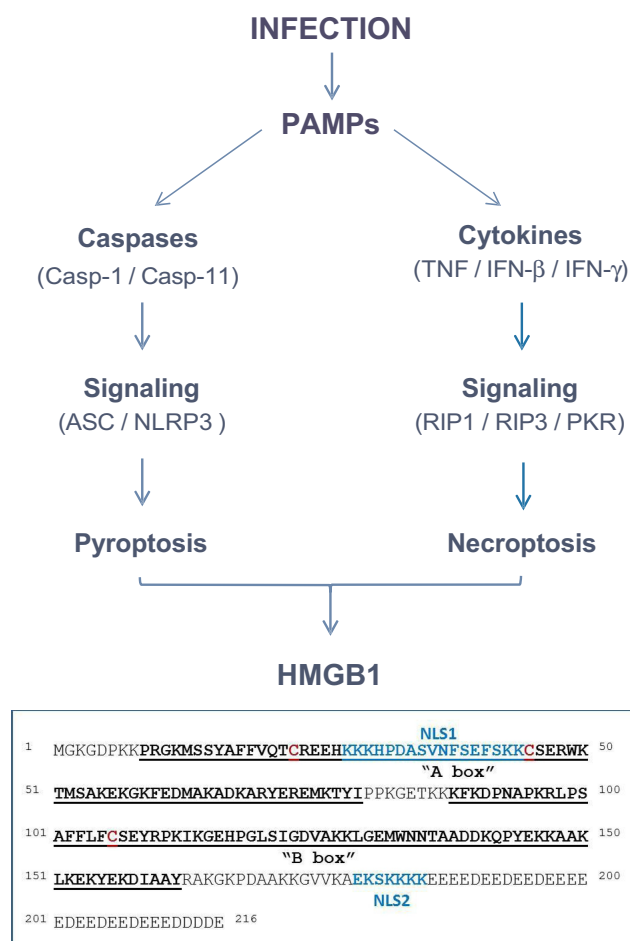 INFECTION
PAMPs
Caspases
(Casp-1 / Casp-11)
Cytokines
(TNF / IFN-β / IFN-γ)
Signaling
(ASC / NLRP3 )
Signaling
(RIP1 / RIP3 / PKR)
Pyroptosis
Necroptosis
HMGB1
NLS1
1 MGKGDPKKPRGKMSSYAFFVQTCREEHKKKHPDASVNFSEFSKKCSERWK 50
"A box"
51 TMSAKEKGKFEDMAKADKARYEREMKTYIPPKGETKKKFKDPNAPKRLPS 100
101 AFFLFCSEYRPKIKGEHPGLSIGDVAKKLGEMWNNTAADDKQPYEKKAAK 150
"B box"
151 LKEKYEKDIAAYRAKGKPDAAKKGVVKAEKSKKKKEEEEDEEDEEDEEEE 200
NLS2
201 EDEEDEEDEEEDDDDE 216